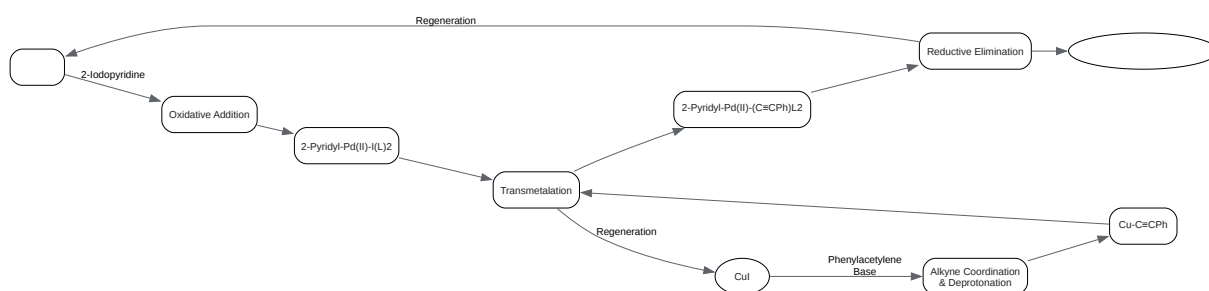 Regeneration
2-Iodopyridine
Oxidative Addition
2-Pyridyl-Pd(II)-I(L)2
Transmetalation
2-Pyridyl-Pd(II)-(C≡CPh)L2
Reductive Elimination
Regeneration
CuI
Phenylacetylene
Base
Alkyne Coordination
& Deprotonation
Cu-C≡CPh